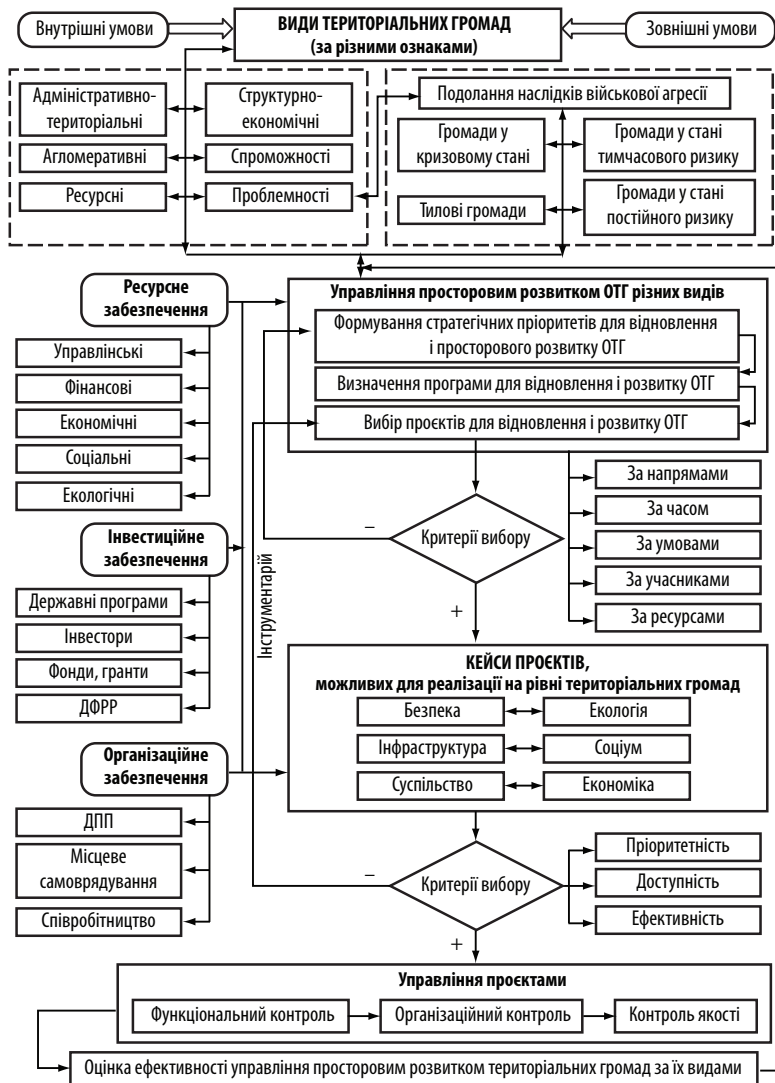 Внутрішні умови
ВИДИ ТЕРИТОРІАЛЬНИХ ГРОМАД
(за різними ознаками)
Зовнішні умови
Адміністративно-
територіальні
Структурно-
економічні
Агломеративні
Спроможності
Ресурсні
Проблемності
Подолання наслідків військової агресії
Громади у
кризовому стані
Громади у стані
тимчасового ризику
Тилові громади
Громади у стані
постійного ризику
Ресурсне
забезпечення
Управлінські
Фінансові
Економічні
Соціальні
Екологічні
Інвестиційне
забезпечення
Державні програми
Інвестори
Фонди, гранти
ДФРР
Організаційне
забезпечення
ДПП
Місцеве
самоврядування
Співробітництво
Інструментарій
Управління просторовим розвитком ОТГ різних видів
Формування стратегічних пріоритетів для відновлення
і просторового розвитку ОТГ
Визначення програми для відновлення і розвитку ОТГ
Вибір проєктів для відновлення і розвитку ОТГ
–
Критерії вибору
+
За напрямами
За часом
За умовами
За учасниками
За ресурсами
КЕЙСИ ПРОЄКТІВ,
можливих для реалізації на рівні територіальних громад
Безпека
Екологія
Інфраструктура
Соціум
Суспільство
Економіка
–
Критерії вибору
+
Пріоритетність
Доступність
Ефективність
Управління проєктами
Функціональний контроль
Організаційний контроль
Контроль якості
Оцінка ефективності управління просторовим розвитком територіальних громад за їх видами